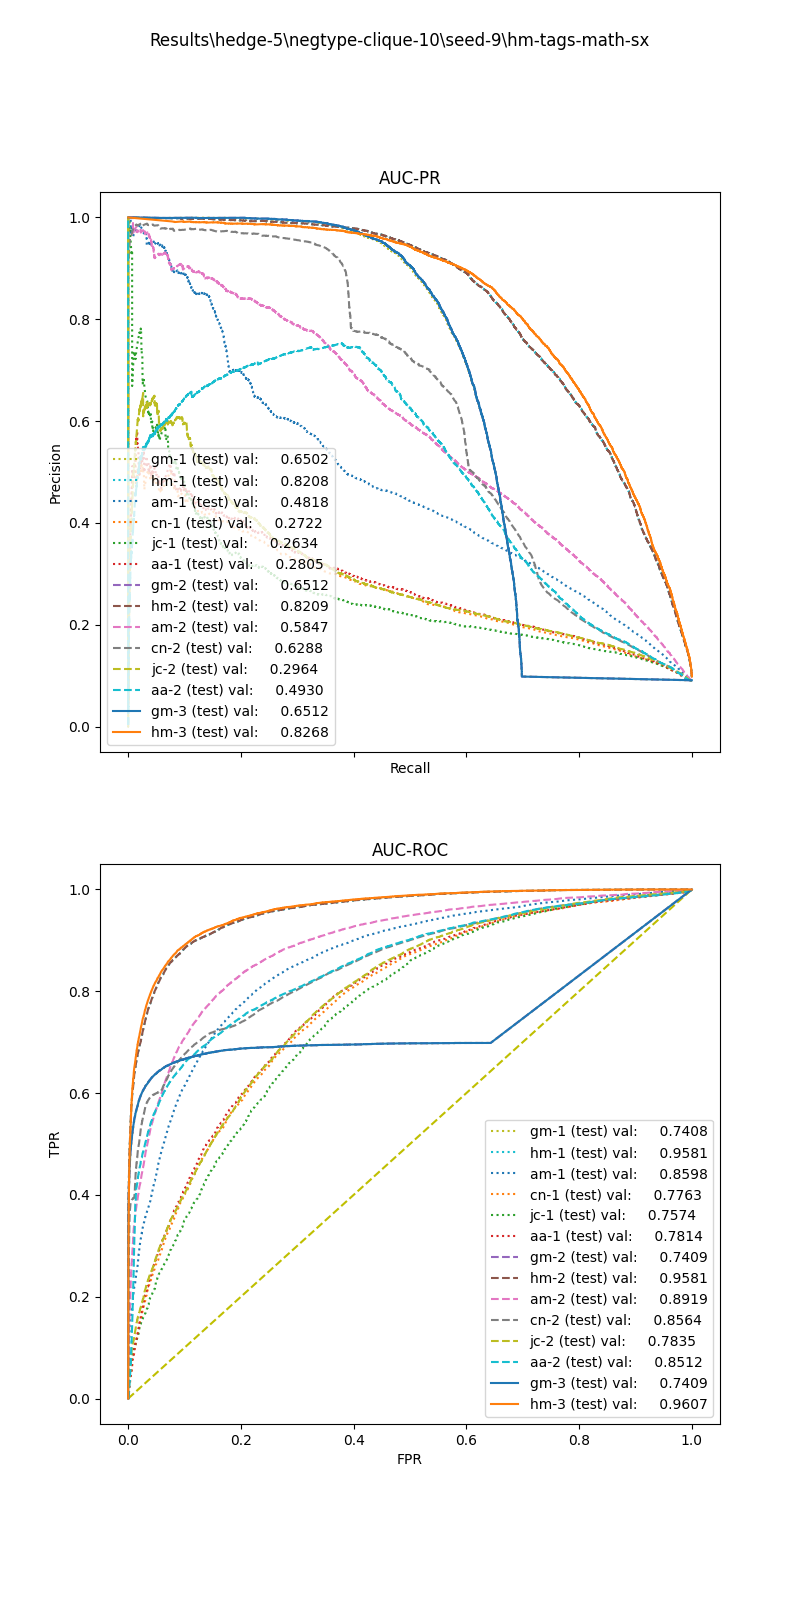 Results\hedge-5\negtype-clique-10\seed-9\hm-tags-math-sx
AUC-PR
1.0
0.8
0.6
0.4
0.2
0.0
Precision
gm-1 (test) val: 0.6502
hm-1 (test) val: 0.8208
am-1 (test) val: 0.4818
cn-1 (test) val: 0.2722
jc-1 (test) val: 0.2634
aa-1 (test) val: 0.2805
gm-2 (test) val: 0.6512
hm-2 (test) val: 0.8209
am-2 (test) val: 0.5847
cn-2 (test) val: 0.6288
jc-2 (test) val: 0.2964
aa-2 (test) val: 0.4930
gm-3 (test) val: 0.6512
hm-3 (test) val: 0.8268
Recall
AUC-ROC
1.0
0.8
0.6
0.4
0.2
0.0
TPR
gm-1 (test) val: 0.7408
hm-1 (test) val: 0.9581
am-1 (test) val: 0.8598
cn-1 (test) val: 0.7763
jc-1 (test) val: 0.7574
aa-1 (test) val: 0.7814
gm-2 (test) val: 0.7409
hm-2 (test) val: 0.9581
am-2 (test) val: 0.8919
cn-2 (test) val: 0.8564
jc-2 (test) val: 0.7835
aa-2 (test) val: 0.8512
gm-3 (test) val: 0.7409
hm-3 (test) val: 0.9607
0.0 0.2 0.4 0.6 0.8 1.0
FPR